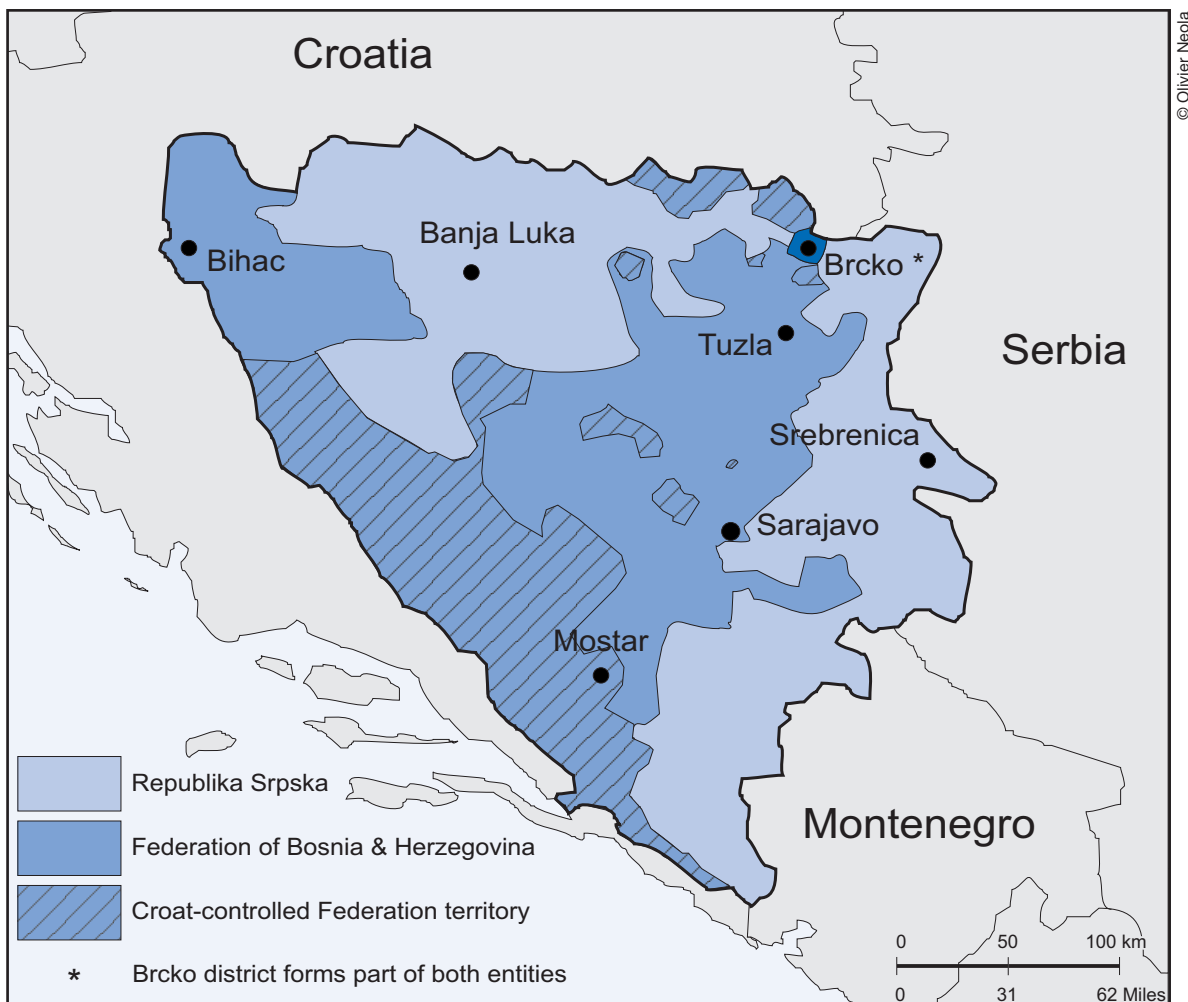 © Olivier Neola
Croatia
Banja Luka
Bihac
Brcko *
Tuzla
Serbia
Srebrenica
Sarajavo
Mostar
Montenegro
Republika Srpska
Federation of Bosnia & Herzegovina
Croat-controlled Federation territory
* Brcko district forms part of both entities
0 50 100 km
0 31 62 Miles